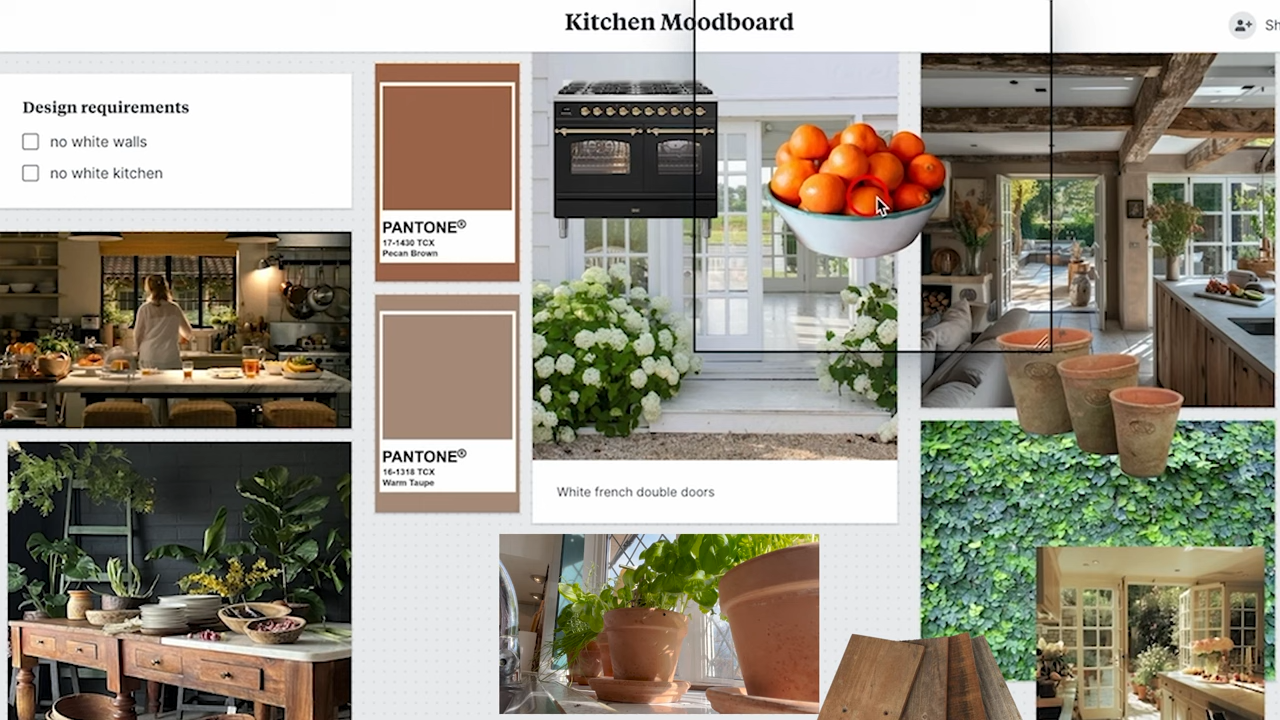 Kitchen Moodboard
Sh
Design requirements
no white walls
no white kitchen
PANTONE®
17-1430 TCX
Pecan Brown
PANTONE®
16-1318 TCX
Warm Taupe
White french double doors